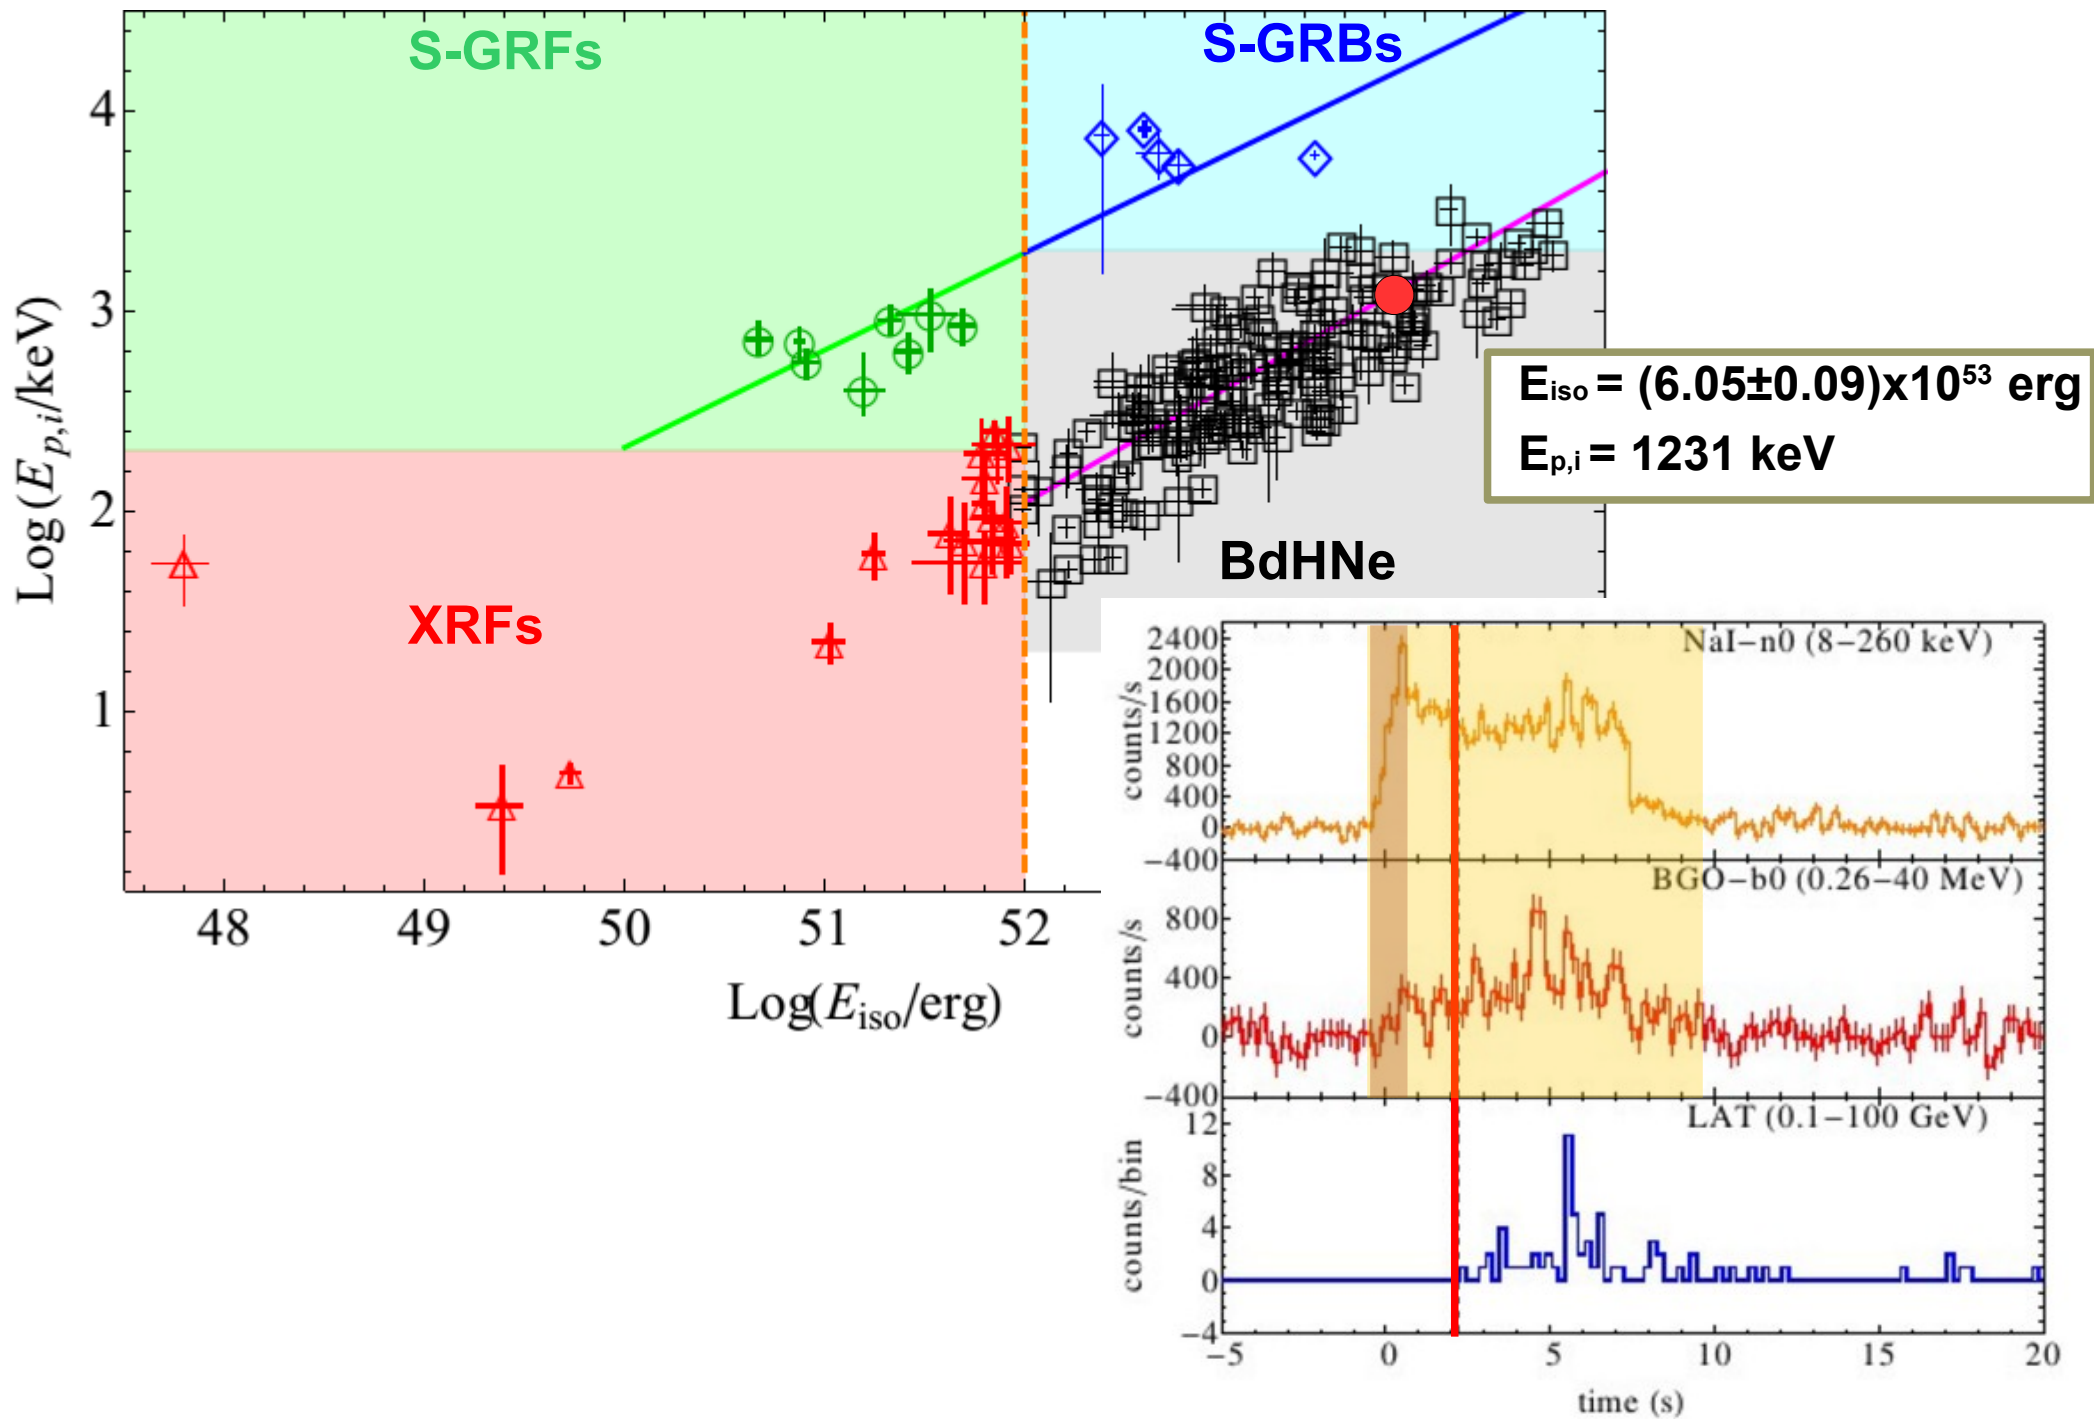 S-GRFs
S-GRBs
4
3
2
1
Log(Ep,i/keV)
XRFs
BdHNe
Eiso = (6.05±0.09)x10⁵³ erg
Ep,i = 1231 keV
48 49 50 51 52
Log(Eiso/erg)
NaI−n0 (8−260 keV)
2400
2000
1600
1200
800
400
0
−400
counts/s
BGO−b0 (0.26−40 MeV)
800
400
0
−400
counts/s
LAT (0.1−100 GeV)
12
8
4
0
−4
counts/bin
−5 0 5 10 15 20
time (s)